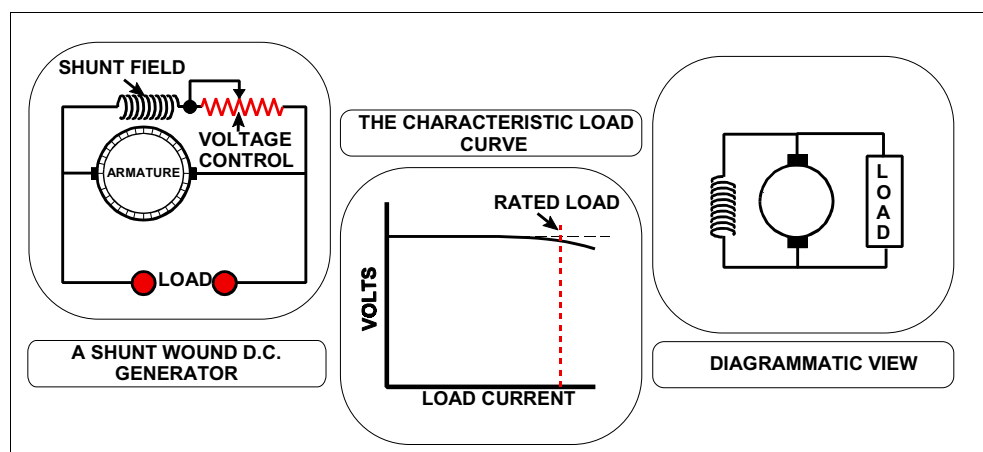 SHUNT FIELD
VOLTAGE
CONTROL
ARMATURE
LOAD
A SHUNT WOUND D.C.
GENERATOR
THE CHARACTERISTIC LOAD
CURVE
RATED LOAD
VOLTS
LOAD CURRENT
LOAD
DIAGRAMMATIC VIEW